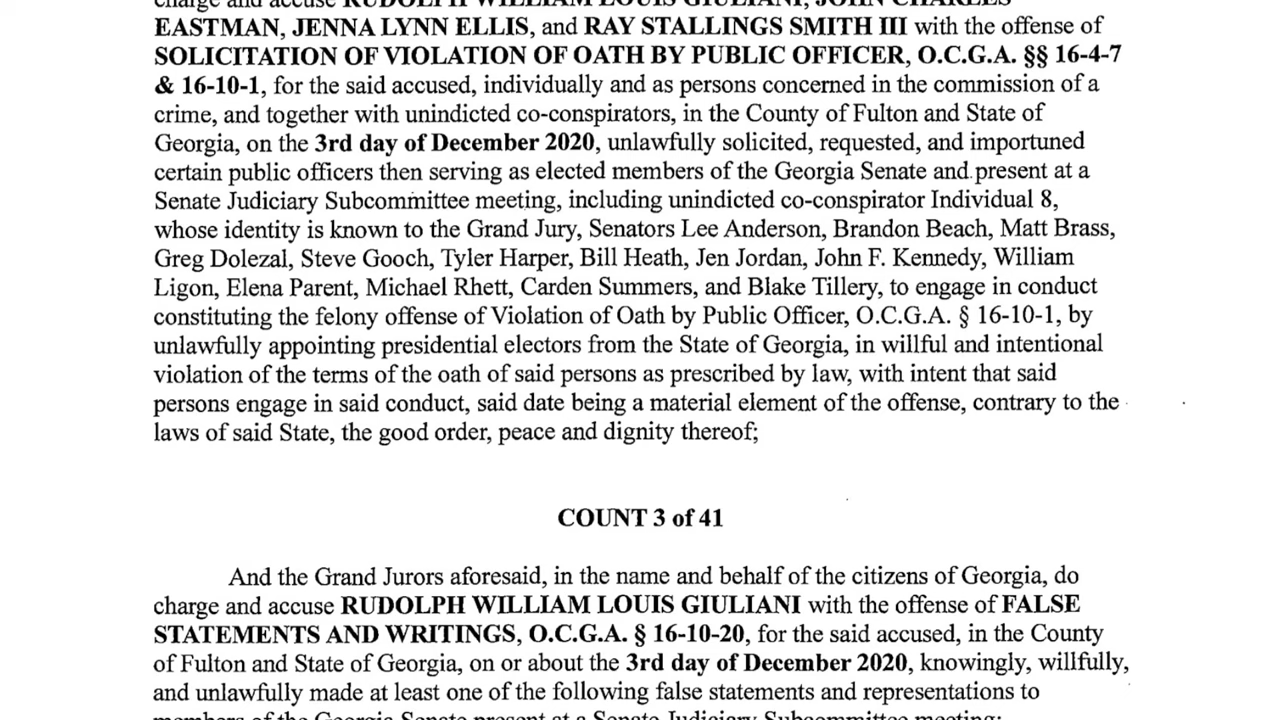 charge and accuse RUDOLPH WILLIAM LOUIS GIULIANI, JOHN CHARLES
EASTMAN, JENNA LYNN ELLIS, and RAY STALLINGS SMITH III with the offense of
SOLICITATION OF VIOLATION OF OATH BY PUBLIC OFFICER, O.C.G.A. §§ 16-4-7
& 16-10-1, for the said accused, individually and as persons concerned in the commission of a
crime, and together with unindicted co-conspirators, in the County of Fulton and State of
Georgia, on the 3rd day of December 2020, unlawfully solicited, requested, and importuned
certain public officers then serving as elected members of the Georgia Senate and present at a
Senate Judiciary Subcommittee meeting, including unindicted co-conspirator Individual 8,
whose identity is known to the Grand Jury, Senators Lee Anderson, Brandon Beach, Matt Brass,
Greg Dolezal, Steve Gooch, Tyler Harper, Bill Heath, Jen Jordan, John F. Kennedy, William
Ligon, Elena Parent, Michael Rhett, Carden Summers, and Blake Tillery, to engage in conduct
constituting the felony offense of Violation of Oath by Public Officer, O.C.G.A. § 16-10-1, by
unlawfully appointing presidential electors from the State of Georgia, in willful and intentional
violation of the terms of the oath of said persons as prescribed by law, with intent that said
persons engage in said conduct, said date being a material element of the offense, contrary to the
laws of said State, the good order, peace and dignity thereof;
COUNT 3 of 41
And the Grand Jurors aforesaid, in the name and behalf of the citizens of Georgia, do
charge and accuse RUDOLPH WILLIAM LOUIS GIULIANI with the offense of FALSE
STATEMENTS AND WRITINGS, O.C.G.A. § 16-10-20, for the said accused, in the County
of Fulton and State of Georgia, on or about the 3rd day of December 2020, knowingly, willfully,
and unlawfully made at least one of the following false statements and representations to
members of the Georgia Senate present at a Senate Judiciary Subcommittee meeting: